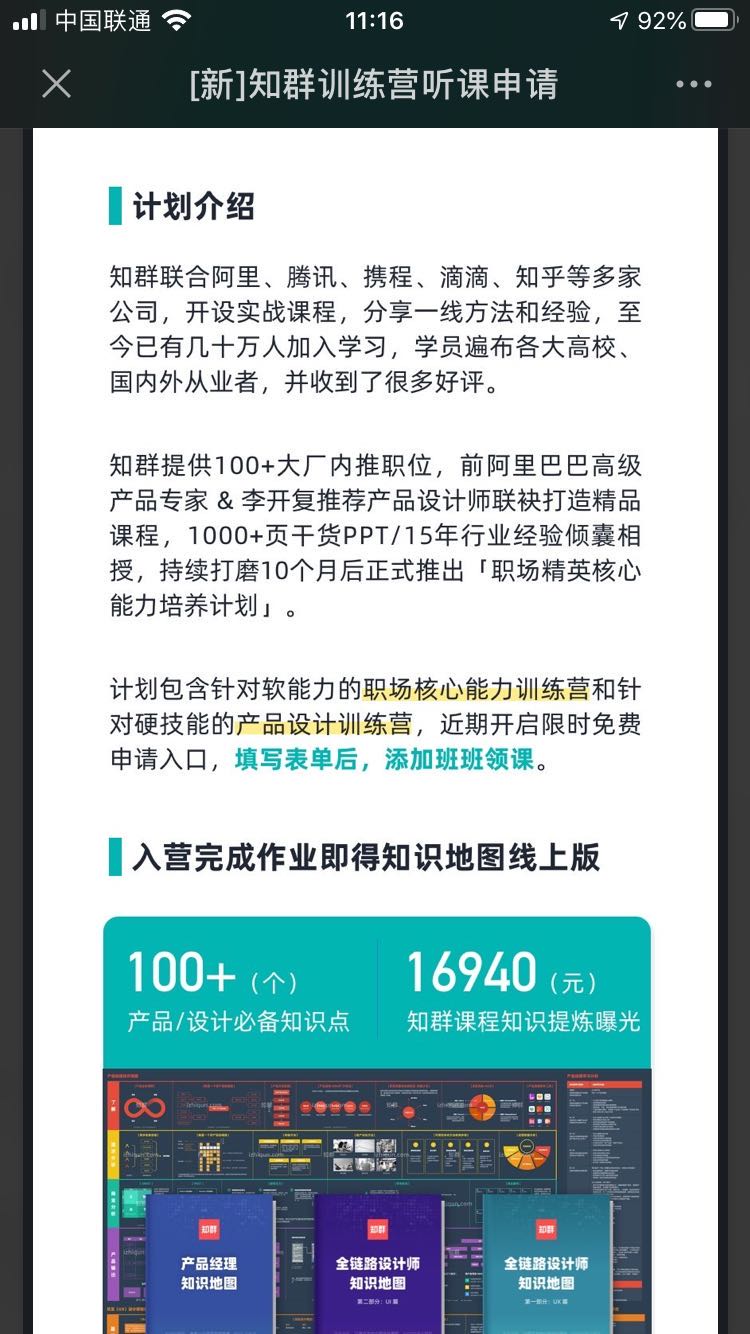 中国联通
11:16
92%
[新]知群训练营听课申请
计划介绍
知群联合阿里、腾讯、携程、滴滴、知乎等多家
公司，开设实战课程，分享一线方法和经验，至
今已有几十万人加入学习，学员遍布各大高校、
国内外从业者，并收到了很多好评。
知群提供100+大厂内推职位，前阿里巴巴高级
产品专家 & 李开复推荐产品设计师联袂打造精品
课程，1000+页干货PPT/15年行业经验倾囊相
授，持续打磨10个月后正式推出「职场精英核心
能力培养计划」。
计划包含针对软能力的职场核心能力训练营和针
对硬技能的产品设计训练营，近期开启限时免费
申请入口，填写表单后，添加班班领课。
入营完成作业即得知识地图线上版
100+（个）
产品/设计必备知识点
16940（元）
知群课程知识提炼曝光
知群
产品经理
知识地图
知群
全链路设计师
知识地图
第二部分：UI 篇
知群
全链路设计师
知识地图
第一部分：UX 篇